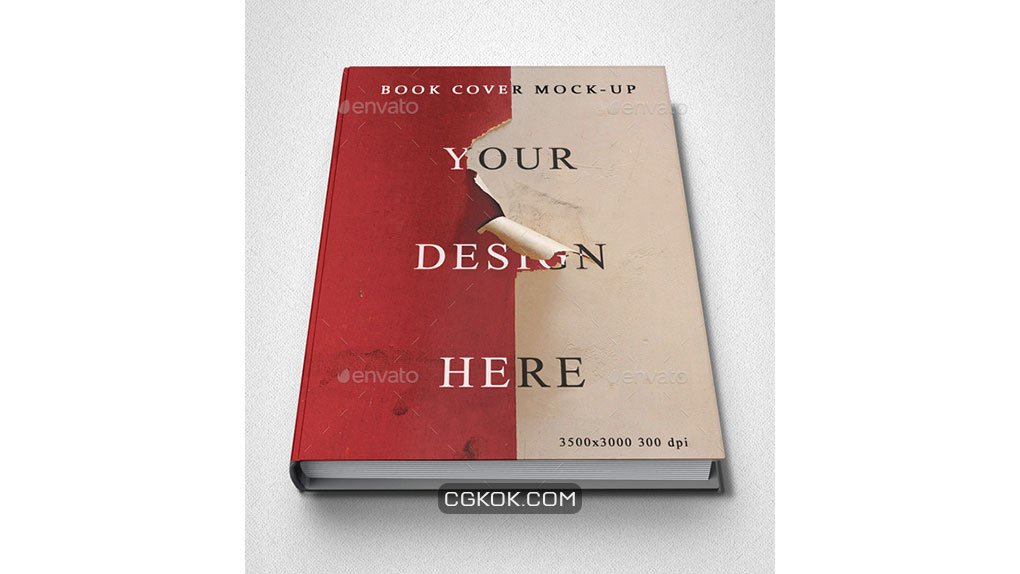 BOOK COVER MOCK-UP
envato
envato
YOUR
DESIGN
HERE
envato
envato
3500x3000 300 dpi
CGKOK.COM